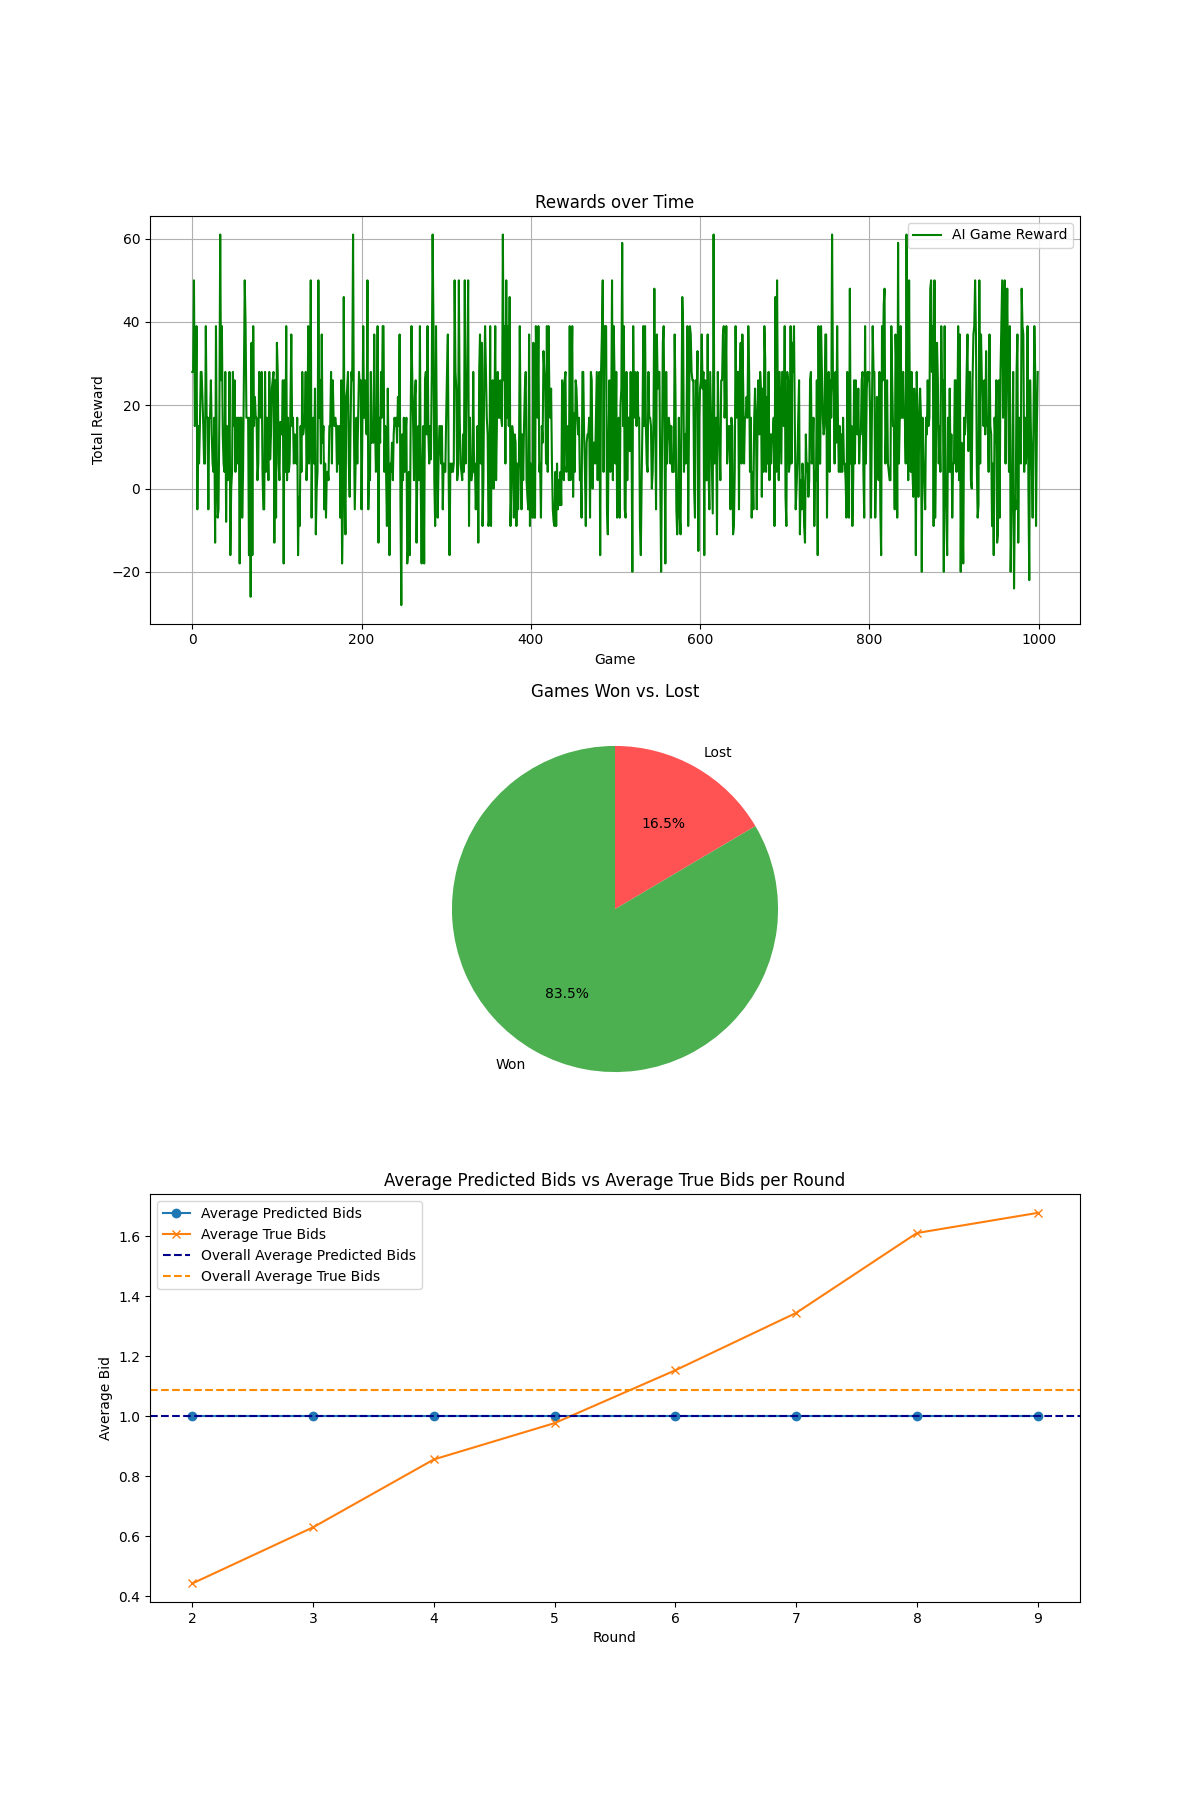 Rewards over Time
AI Game Reward
Total Reward
60
40
20
0
−20
0 200 400 600 800 1000
Game
Games Won vs. Lost
Lost
16.5%
83.5%
Won
Average Predicted Bids vs Average True Bids per Round
Average Predicted Bids
Average True Bids
Overall Average Predicted Bids
Overall Average True Bids
Average Bid
1.6
1.4
1.2
1.0
0.8
0.6
0.4
2 3 4 5 6 7 8 9
Round